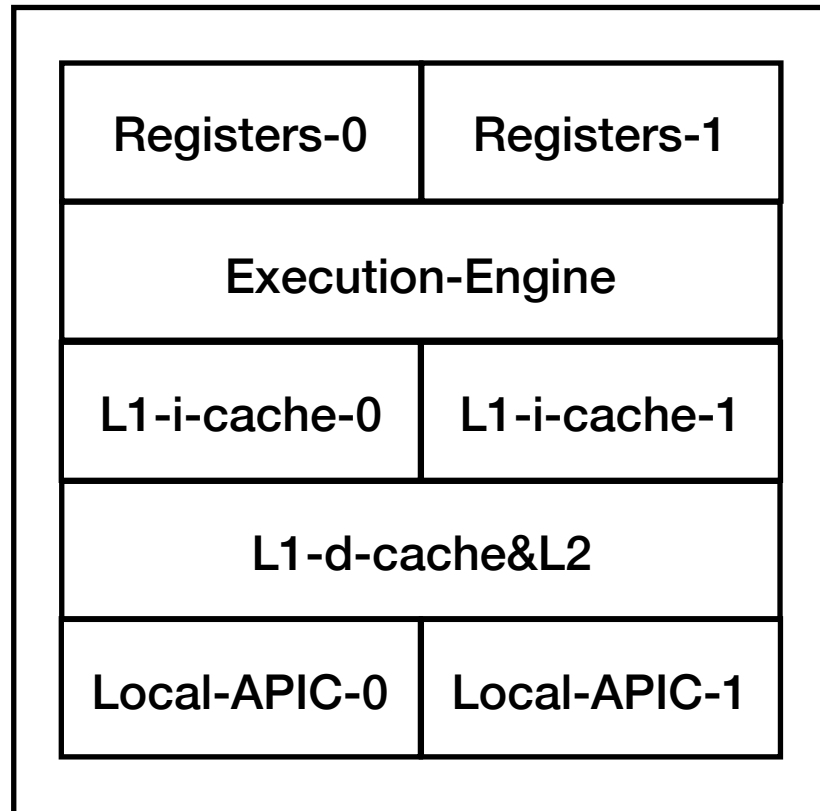 Registers-0 Registers-1
Execution-Engine
L1-i-cache-0 L1-i-cache-1
L1-d-cache&L2
Local-APIC-0 Local-APIC-1